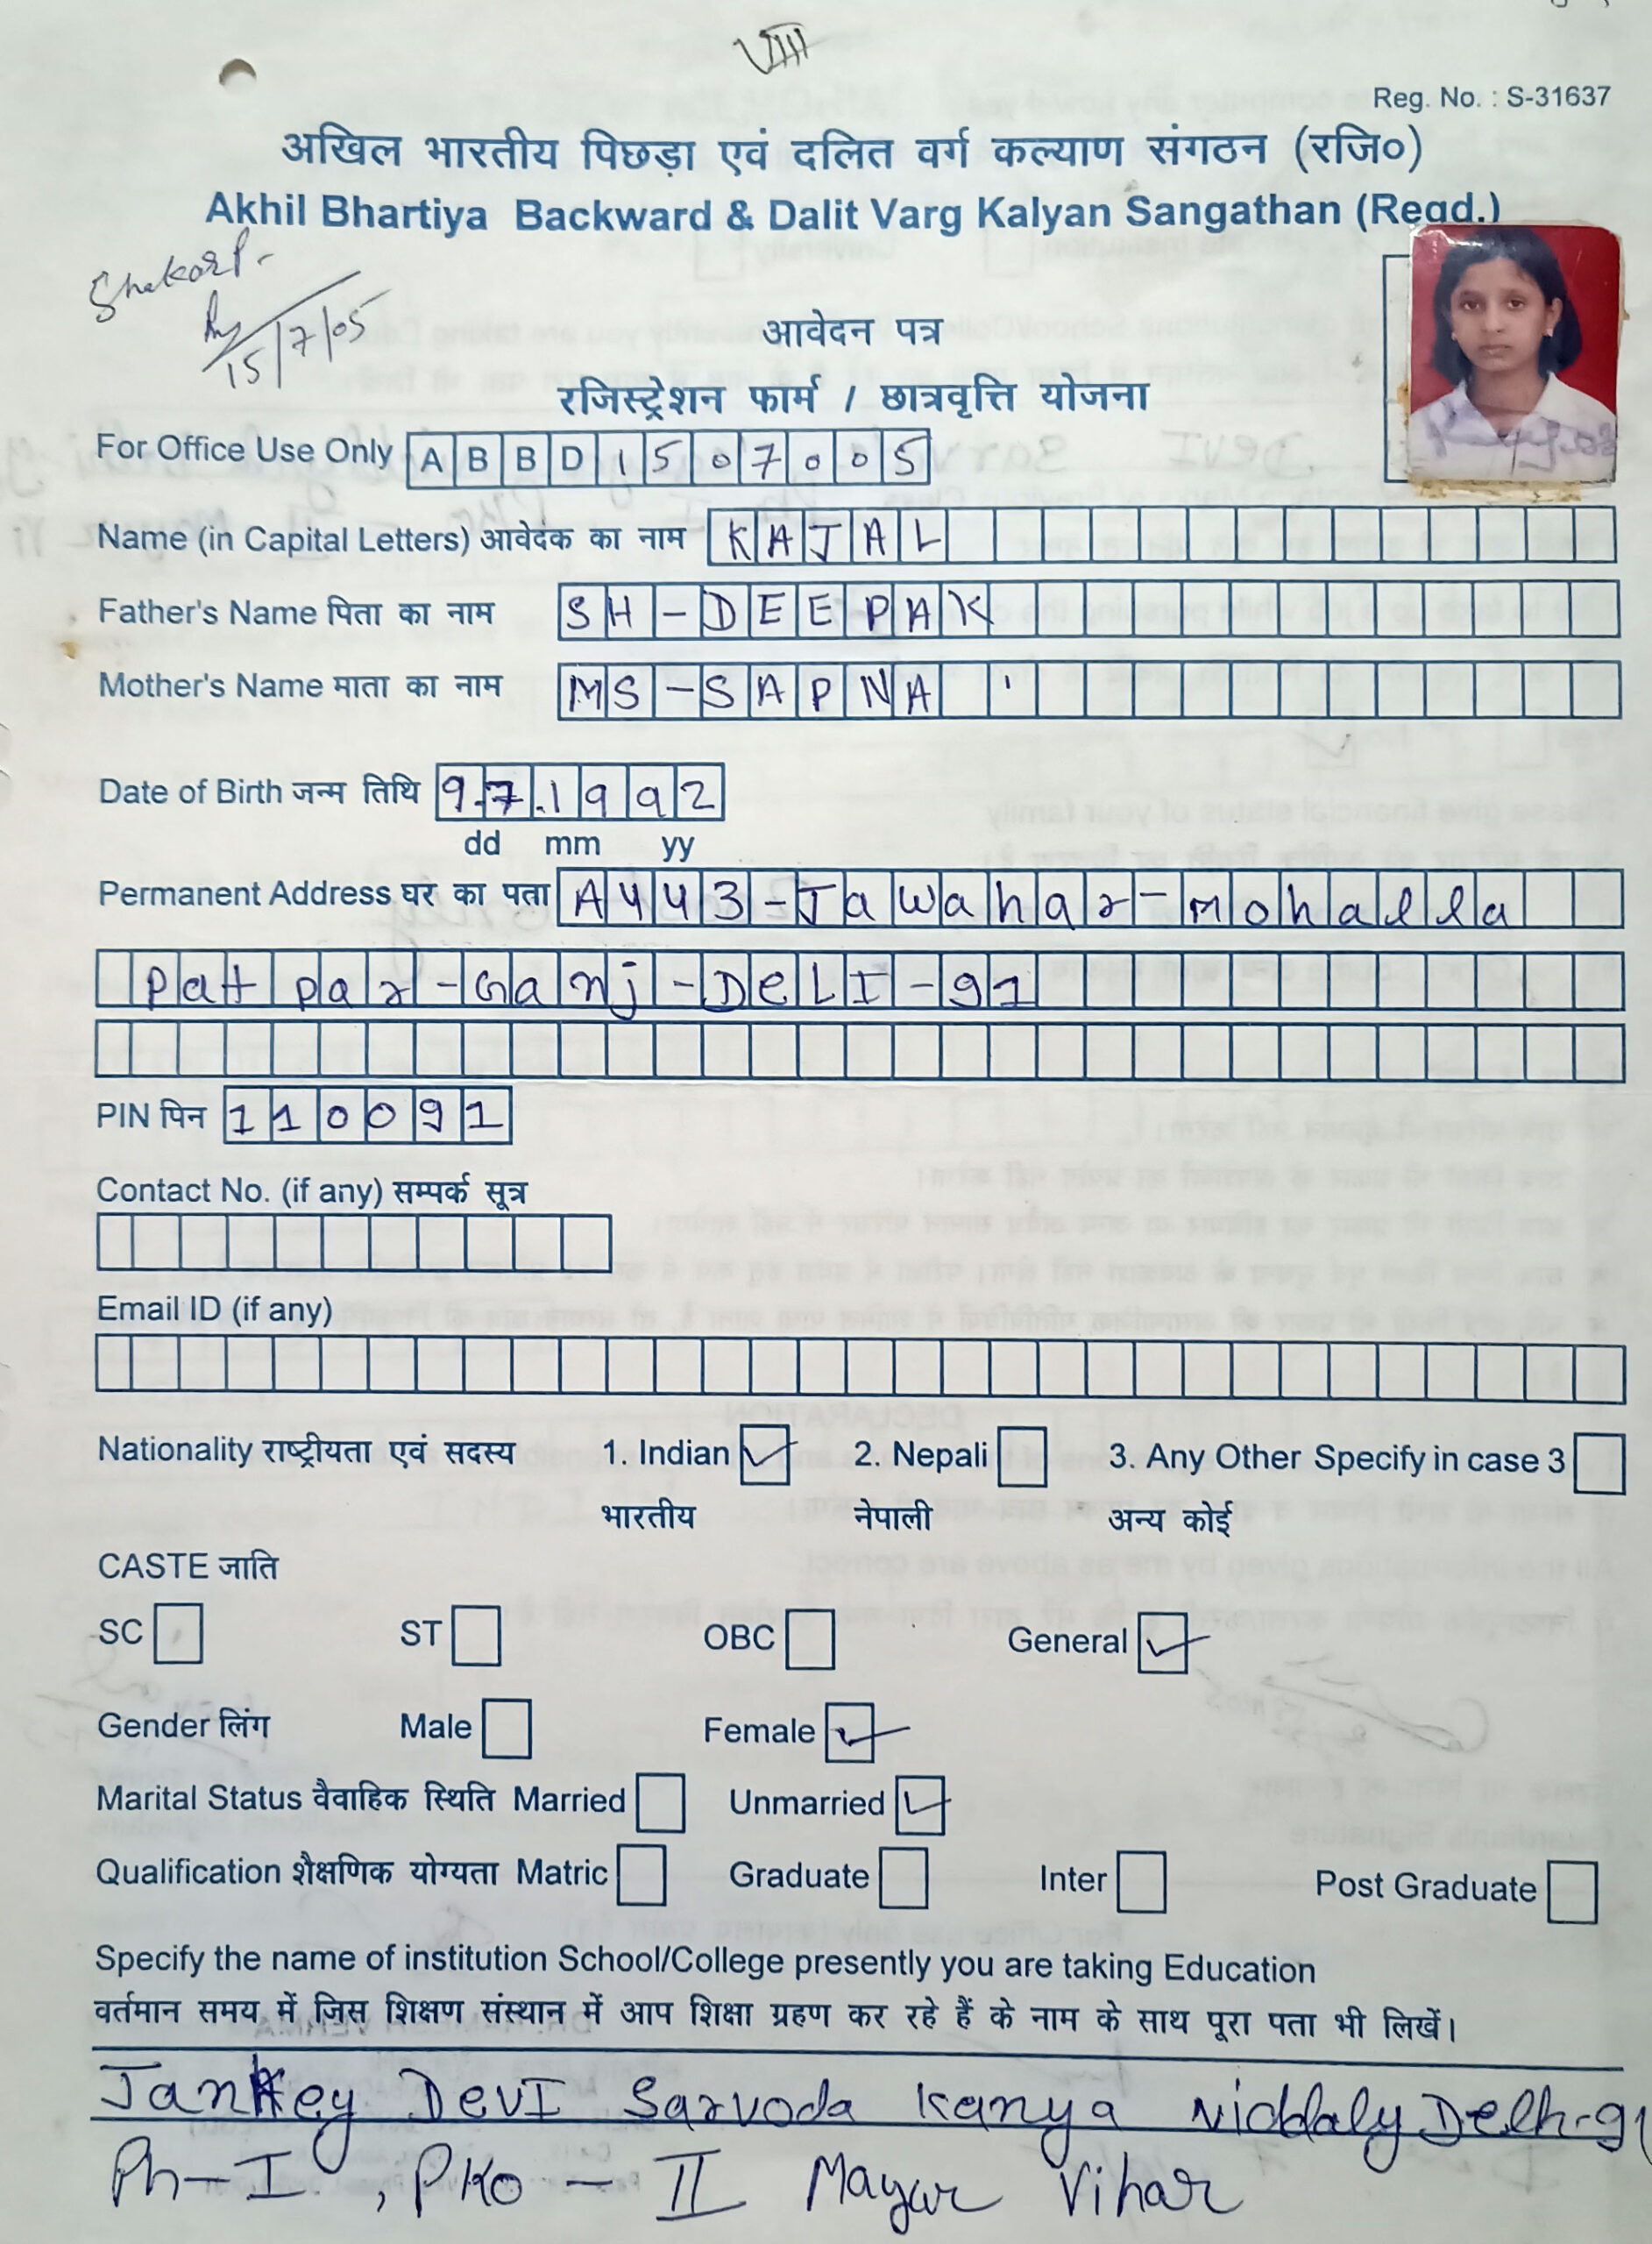 VIII
Reg. No. : S-31637
अखिल भारतीय पिछड़ा एवं दलित वर्ग कल्याण संगठन (रजि०)
Akhil Bhartiya Backward & Dalit Varg Kalyan Sangathan (Regd.)
15/7/05
आवेदन पत्र
रजिस्ट्रेशन फार्म / छात्रवृत्ति योजना
For Office Use Only ABBD1507005
Name (in Capital Letters) आवेदक का नाम KAJAL
Father's Name पिता का नाम SH-DEEPAK
Mother's Name माता का नाम MS-SAPNA
Date of Birth जन्म तिथि 9.7.1992
dd mm yy
Permanent Address घर का पता A443-Jawahar-mohalla
Patpar-Ganj-DeLI-91
PIN पिन 110091
Contact No. (if any) सम्पर्क सूत्र
Email ID (if any)
Nationality राष्ट्रीयता एवं सदस्य 1. Indian 2. Nepali 3. Any Other Specify in case 3
भारतीय नेपाली अन्य कोई
CASTE जाति
SC ST OBC General
Gender लिंग Male Female
Marital Status वैवाहिक स्थिति Married Unmarried
Qualification शैक्षणिक योग्यता Matric Graduate Inter Post Graduate
Specify the name of institution School/College presently you are taking Education
वर्तमान समय में जिस शिक्षण संस्थान में आप शिक्षा ग्रहण कर रहे हैं के नाम के साथ पूरा पता भी लिखें।
Jankey DevI Sarvoda Kanya Viddaly Delh-91
Ph-I, PKo - II Mayur Vihar